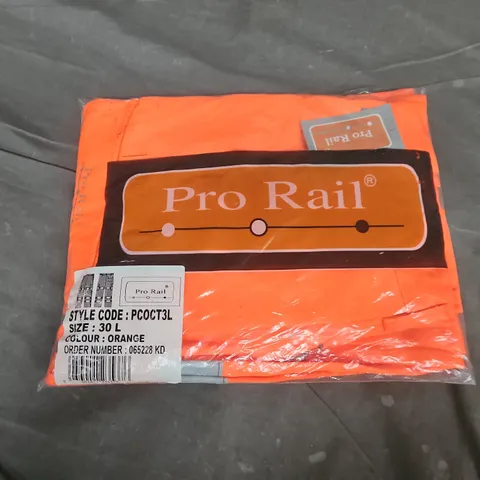 Pro Rail
Pro Rail®
Pro Rail®
STYLE CODE : PCOCT3L
SIZE : 30 L
COLOUR : ORANGE
ORDER NUMBER : 065228 KD